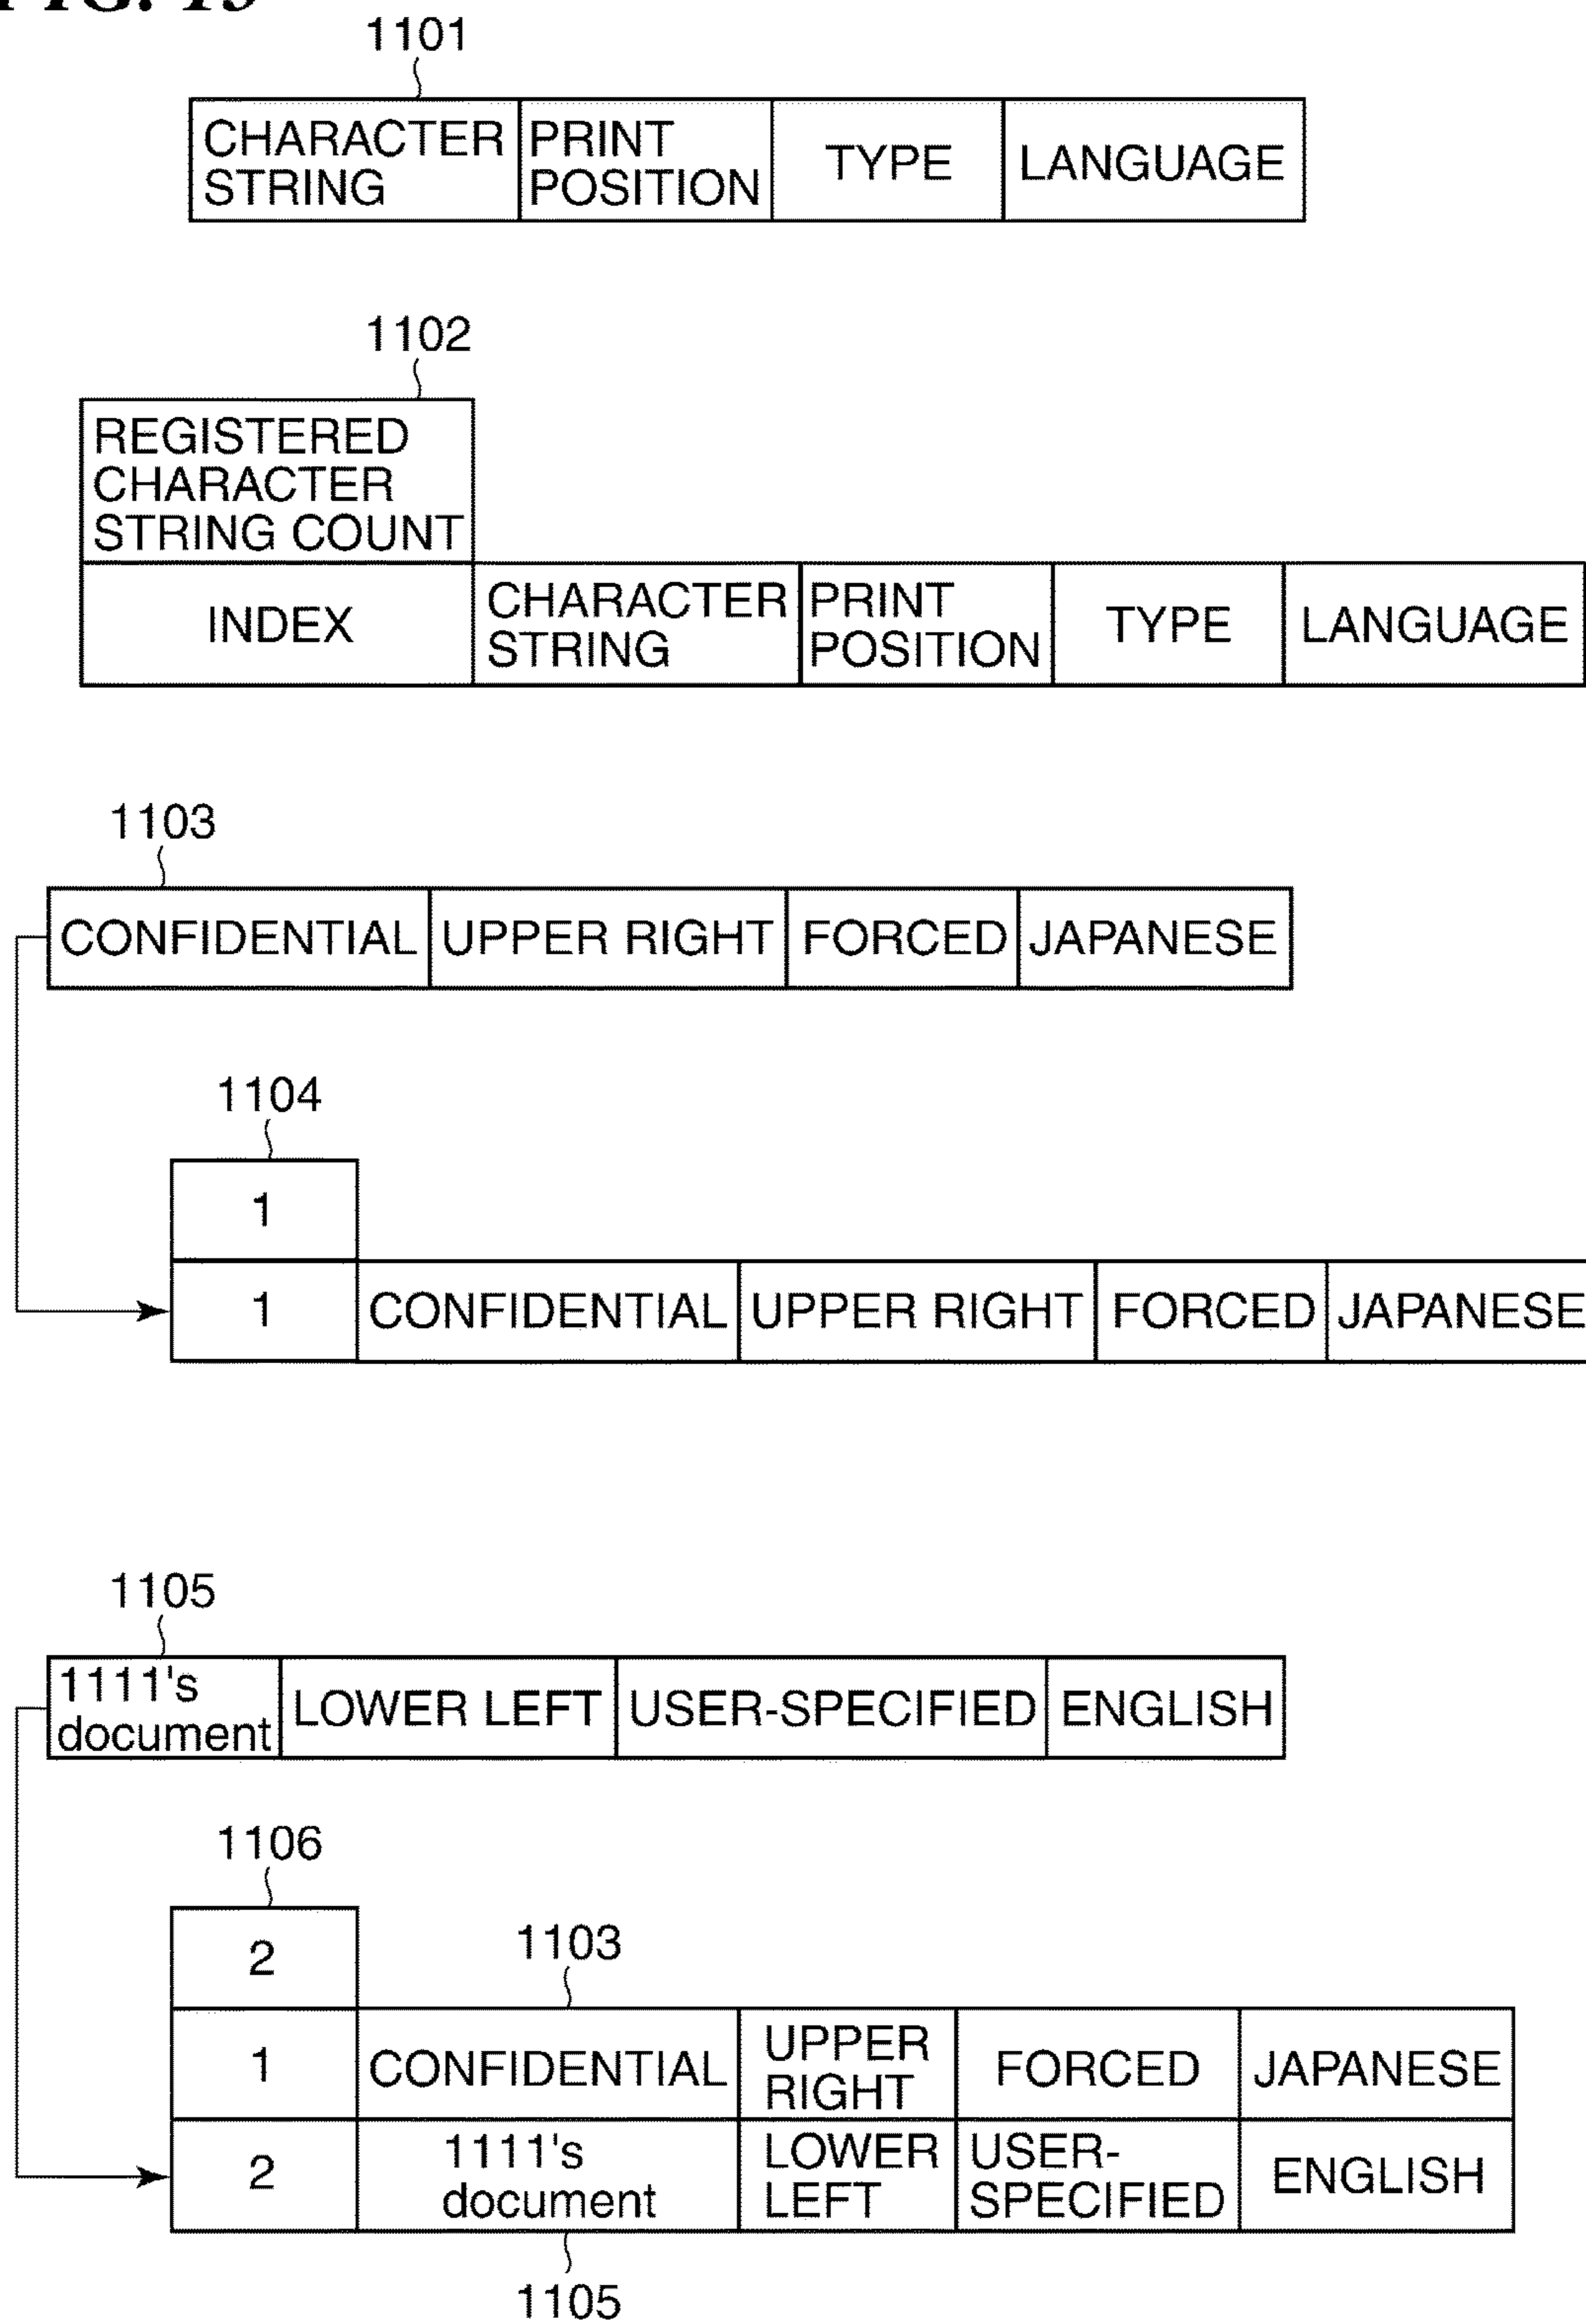 FIG. 15
1101
CHARACTER STRING PRINT POSITION TYPE LANGUAGE
1102
REGISTERED
CHARACTER
STRING COUNT
INDEX CHARACTER STRING PRINT POSITION TYPE LANGUAGE
1103
CONFIDENTIAL UPPER RIGHT FORCED JAPANESE
1104
1
1 CONFIDENTIAL UPPER RIGHT FORCED JAPANESE
1105
1111's document LOWER LEFT USER-SPECIFIED ENGLISH
1106
2
1103
1 CONFIDENTIAL UPPER RIGHT FORCED JAPANESE
2 1111's document LOWER LEFT USER-SPECIFIED ENGLISH
1105